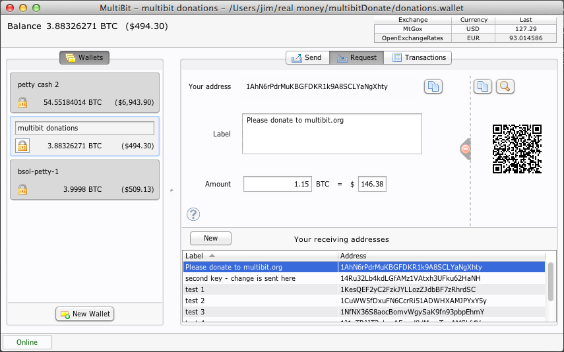 MultiBit - multibit donations - /Users/jim/real money/multibitDonate/donations.wallet
Balance 3.88326271 BTC ($494.30)
Exchange Currency Last
MtGox USD 127.29
OpenExchangeRates EUR 93.014586
Wallets
Send Request Transactions
petty cash 2
54.55184014 BTC ($6,943.90)
multibit donations
3.88326271 BTC ($494.30)
bsol-petty-1
3.9998 BTC ($509.13)
New Wallet
Your address 1AhN6rPdrMuKBGFDKR1k9A8SCLYaNgXhty
Label Please donate to multibit.org
Amount 1.15 BTC = $ 146.38
New Your receiving addresses
Label Address
Please donate to multibit.org 1AhN6rPdrMuKBGFDKR1k9A8SCLYaNgXhty
second key - change is sent here 14Ru32Lb4kdLGfAMz1VAtxh3UFku62HaNH
test 1 1KesQEF2yC2FzkJYLLozZJdbBF7zRhrdSC
test 2 1CuWW5fDxuFN6CcrRi51ADWHXAMJPYxY5y
test 3 1NfNX36S8aocBomvWgySaK9fn93pbpEhmY
Online